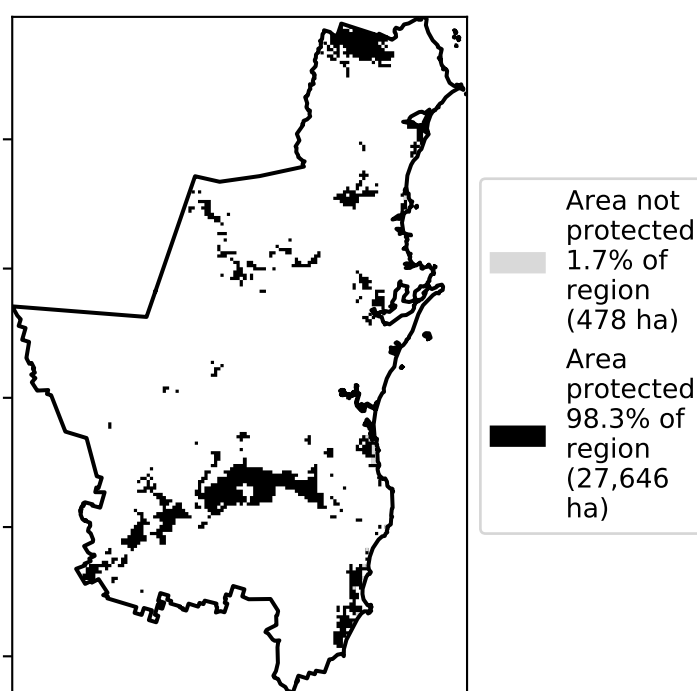 Area not
protected
1.7% of
region
(478 ha)
Area
protected
98.3% of
region
(27,646
ha)